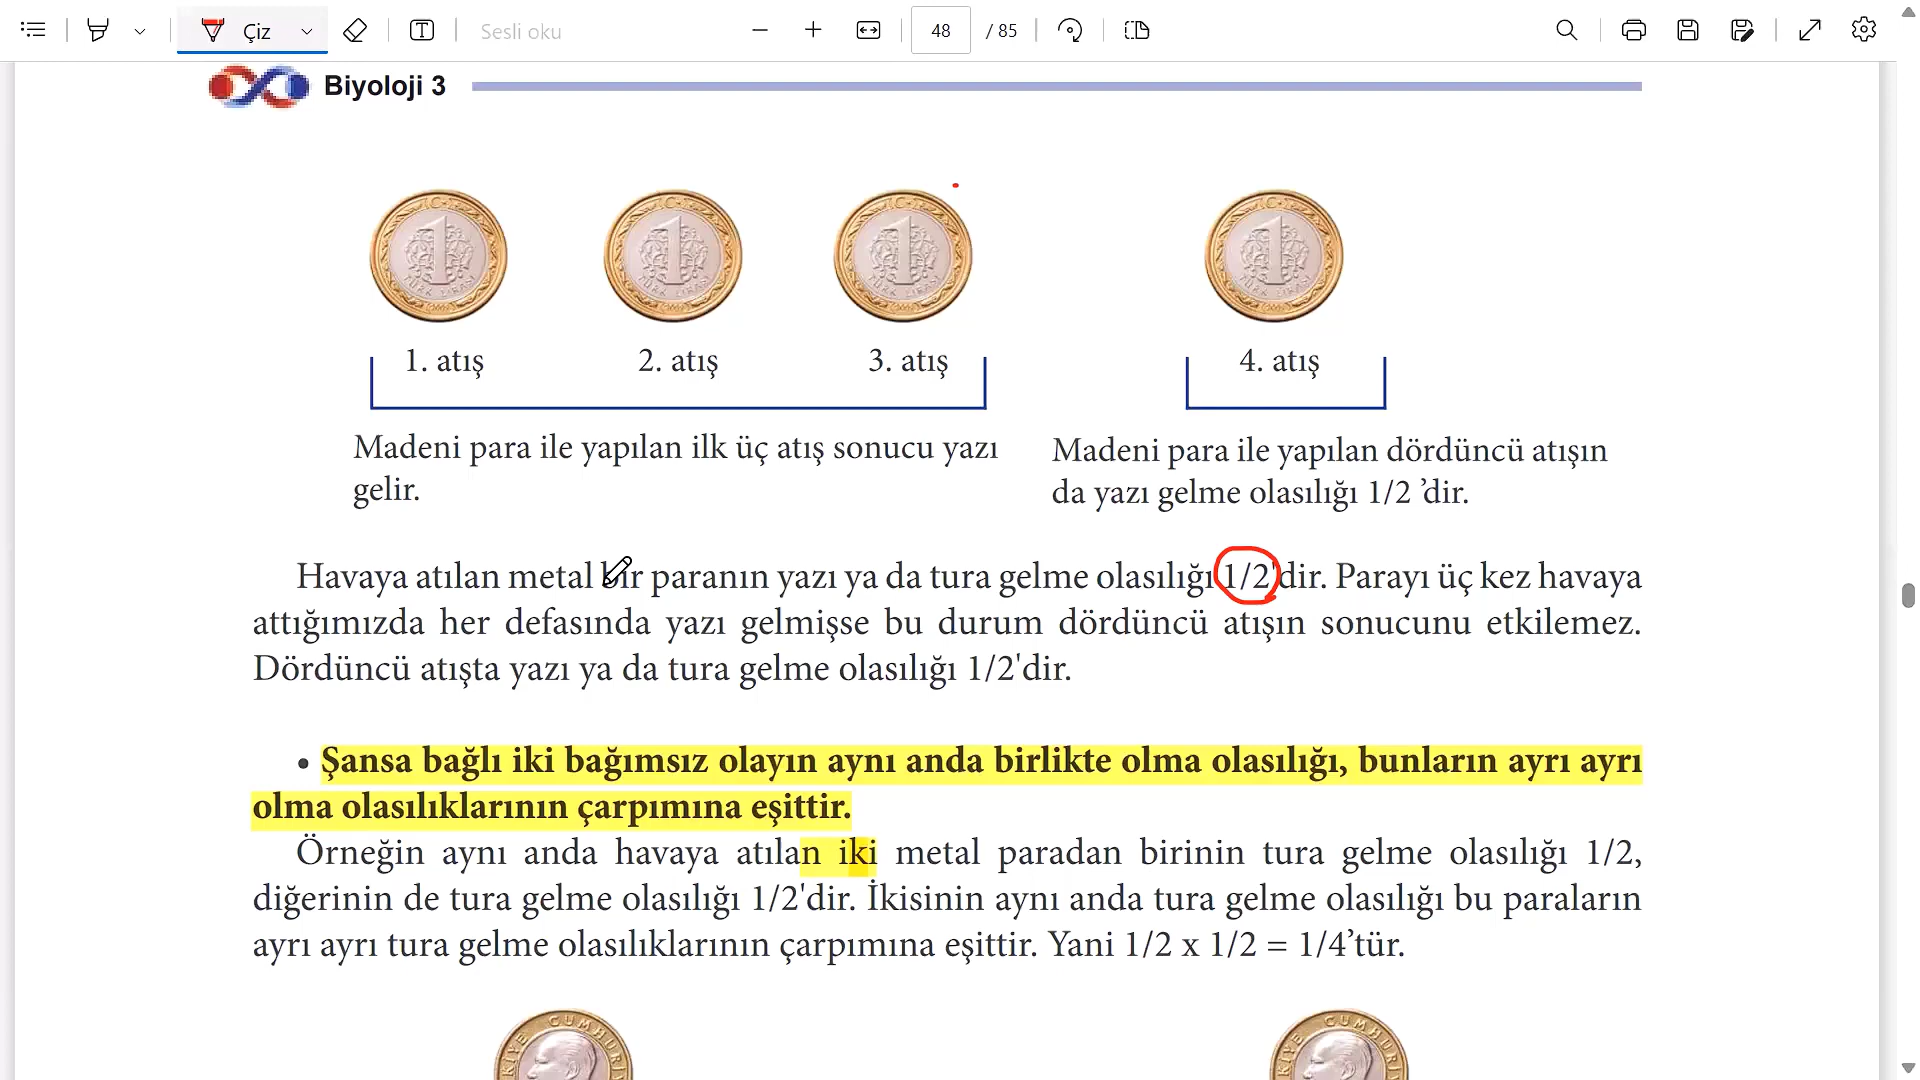 Çiz
Sesli oku
48
/ 85
Biyoloji 3
1. atış
2. atış
3. atış
4. atış
Madeni para ile yapılan ilk üç atış sonucu yazı
gelir.
Madeni para ile yapılan dördüncü atışın
da yazı gelme olasılığı 1/2 ’dir.
Havaya atılan metal bir paranın yazı ya da tura gelme olasılığı 1/2'dir. Parayı üç kez havaya
attığımızda her defasında yazı gelmişse bu durum dördüncü atışın sonucunu etkilemez.
Dördüncü atışta yazı ya da tura gelme olasılığı 1/2'dir.
• Şansa bağlı iki bağımsız olayın aynı anda birlikte olma olasılığı, bunların ayrı ayrı
olma olasılıklarının çarpımına eşittir.
Örneğin aynı anda havaya atılan iki metal paradan birinin tura gelme olasılığı 1/2,
diğerinin de tura gelme olasılığı 1/2'dir. İkisinin aynı anda tura gelme olasılığı bu paraların
ayrı ayrı tura gelme olasılıklarının çarpımına eşittir. Yani 1/2 x 1/2 = 1/4’tür.